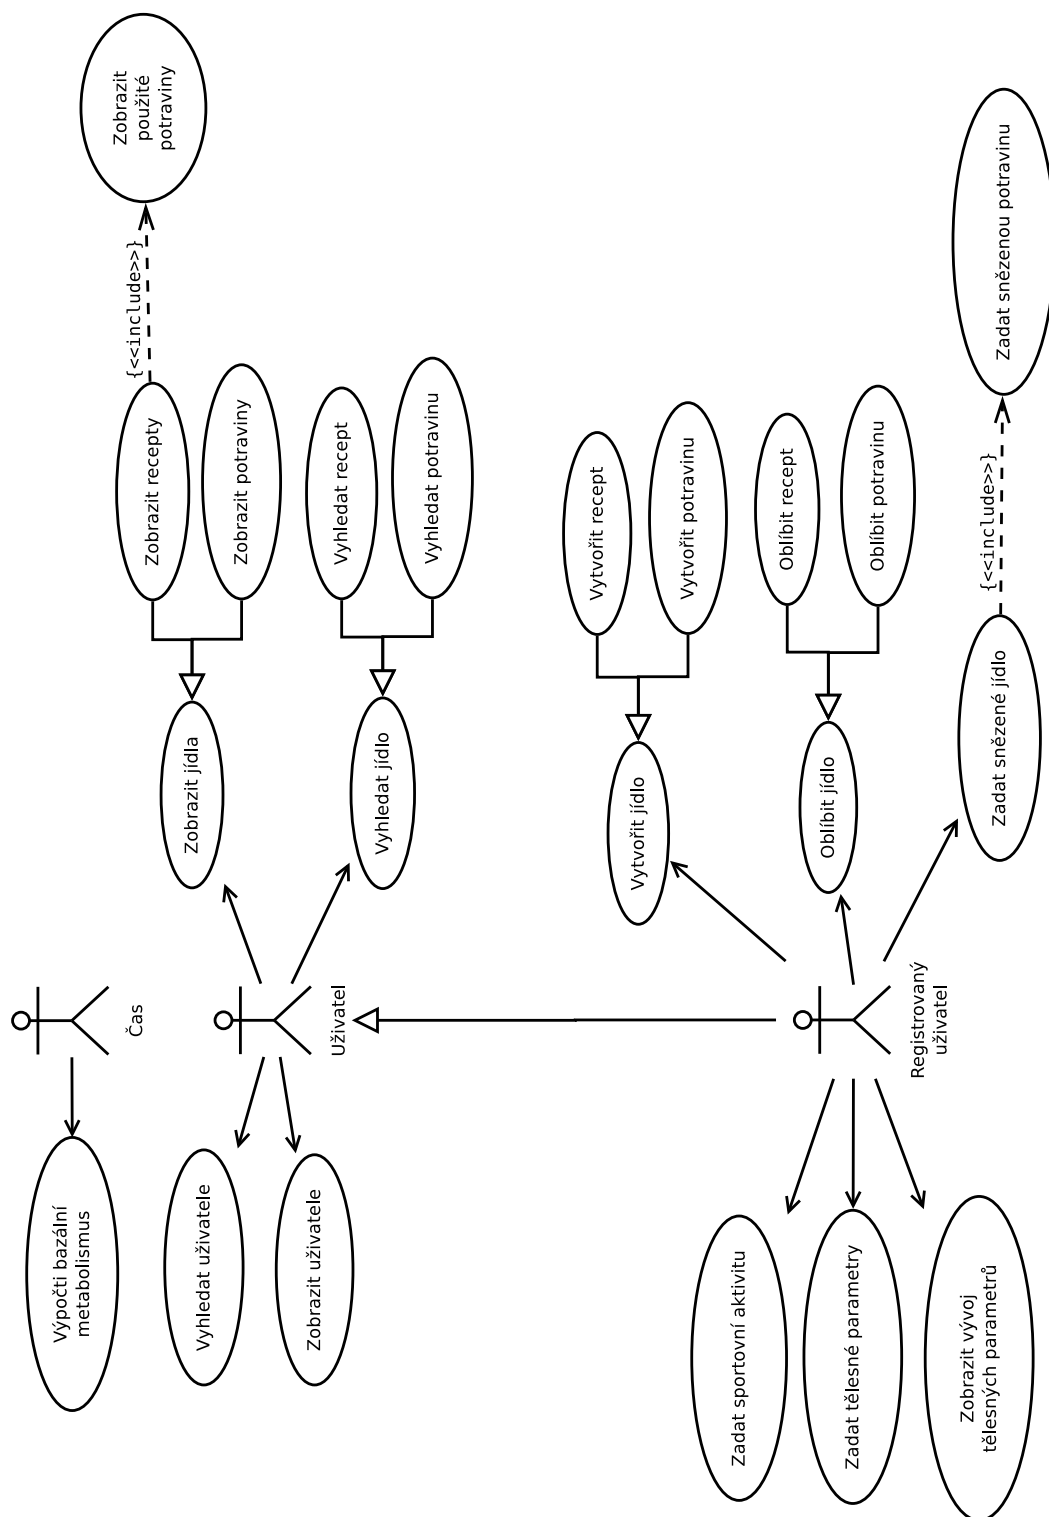 Výpočti bazální
metabolismus
Čas
Zobrazit
použité
potraviny
{<<include>>}
Zobrazit recepty
Zobrazit jídla
Zobrazit potraviny
Vyhledat uživatele
Zobrazit uživatele
Uživatel
Vyhledat recept
Vyhledat jídlo
Vyhledat potravinu
Vytvořit recept
Vytvořit jídlo
Vytvořit potravinu
Oblíbit recept
Oblíbit jídlo
Oblíbit potravinu
Registrovaný
uživatel
Zadat sportovní aktivitu
Zadat tělesné parametry
Zobrazit vývoj
tělesných parametrů
Zadat snězené jídlo
{<<include>>}
Zadat snězenou potravinu